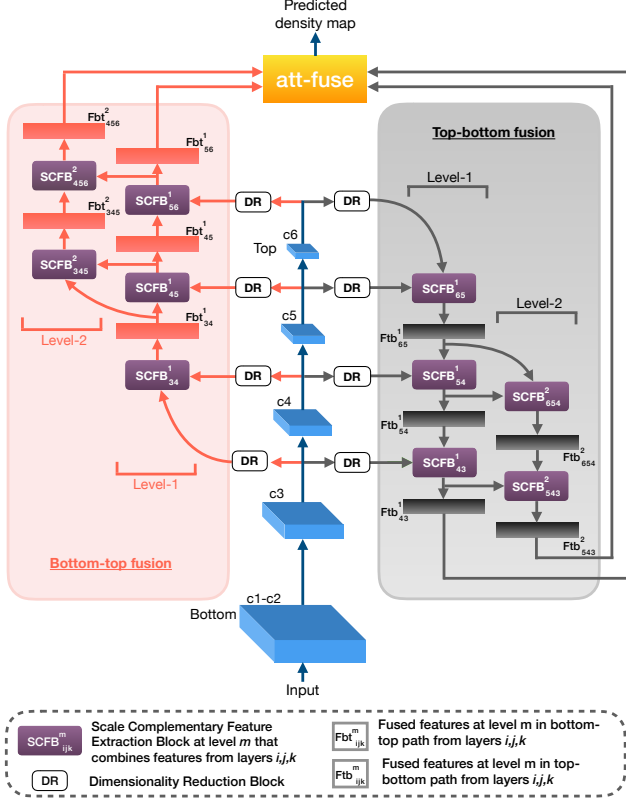 Predicted
density map
att-fuse
Fbt²₄₅₆
SCFB²₄₅₆
Fbt²₃₄₅
SCFB²₃₄₅
Level-2
Fbt¹₅₆
SCFB¹₅₆
Fbt¹₄₅
SCFB¹₄₅
Fbt¹₃₄
SCFB¹₃₄
Level-1
Bottom-top fusion
DR
DR
DR
DR
c6
Top
c5
c4
c3
c1-c2
Bottom
Input
DR
DR
DR
DR
Top-bottom fusion
Level-1
SCFB¹₆₅
Ftb¹₆₅
SCFB¹₅₄
Ftb¹₅₄
SCFB¹₄₃
Ftb¹₄₃
Level-2
SCFB²₆₅₄
Ftb²₆₅₄
SCFB²₅₄₃
Ftb²₅₄₃
SCFBᵐᵢⱼₖ
Scale Complementary Feature
Extraction Block at level m that
combines features from layers i,j,k
DR
Dimensionality Reduction Block
Fbtᵐᵢⱼₖ
Fused features at level m in bottom-
top path from layers i,j,k
Ftbᵐᵢⱼₖ
Fused features at level m in top-
bottom path from layers i,j,k